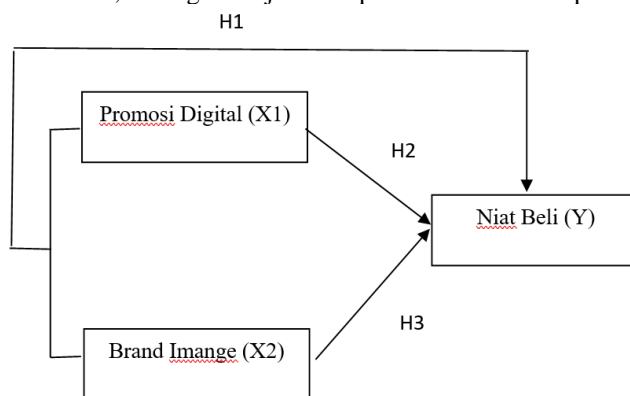 H1
Promosi Digital (X1)
H2
Niat Beli (Y)
H3
Brand Imange (X2)